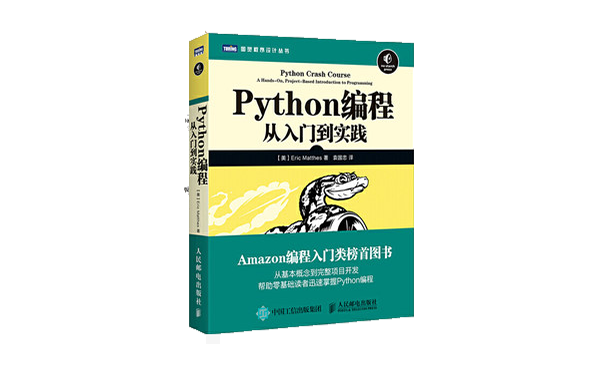 TURING 图灵程序设计丛书
Python Crash Course
A Hands-On, Project-Based Introduction to Programming
Python编程
从入门到实践
[美] Eric Matthes 著 袁国忠 译
Amazon编程入门类榜首图书
从基本概念到完整项目开发
帮助零基础读者迅速掌握Python编程
中国工信出版集团 人民邮电出版社
Python编程
从入门到实践
[美] Eric Matthes 著
人民邮电出版社